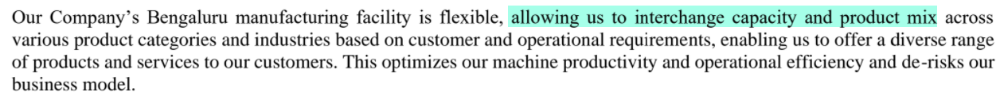 Our Company’s Bengaluru manufacturing facility is flexible, allowing us to interchange capacity and product mix across
various product categories and industries based on customer and operational requirements, enabling us to offer a diverse range
of products and services to our customers. This optimizes our machine productivity and operational efficiency and de-risks our
business model.